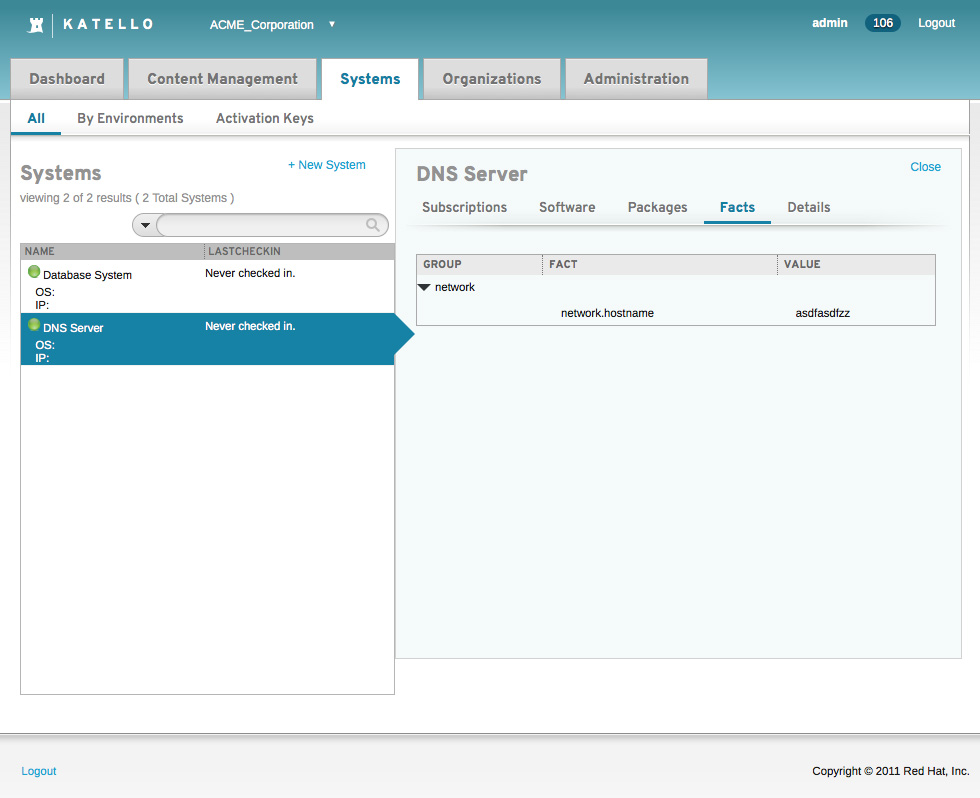 KATELLO ACME_Corporation admin 106 Logout
Dashboard Content Management Systems Organizations Administration
All By Environments Activation Keys
Systems + New System
viewing 2 of 2 results ( 2 Total Systems )
NAME LASTCHECKIN
Database System Never checked in.
OS:
IP:
DNS Server Never checked in.
OS:
IP:
DNS Server Close
Subscriptions Software Packages Facts Details
GROUP FACT VALUE
network
network.hostname asdfasdfzz
Logout Copyright © 2011 Red Hat, Inc.